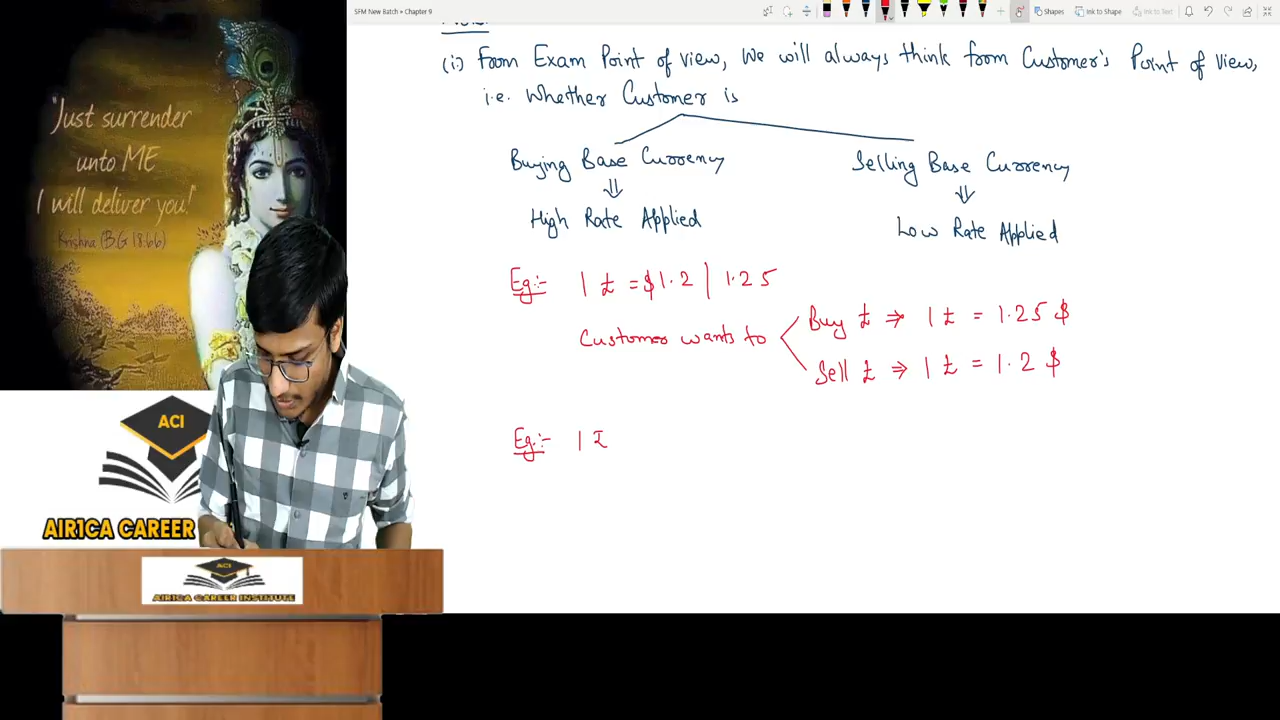 SFM New Batch » Chapter 9
Shapes
Ink to Shape
Ink to Text
(i) From Exam Point of view, We will always think from Customer's Point of view,
i.e. Whether Customer is
Buying Base Currency
Selling Base Currency
⇓
⇓
High Rate Applied
Low Rate Applied
Eg:- 1 £ = $1.2 | 1.25
Customer wants to
Buy £ ⇒ 1 £ = 1.25 $
Sell £ ⇒ 1 £ = 1.2 $
Eg:- 1
"Just surrender
unto ME
I will deliver you!"
Krishna (B.G 18:66)
ACI
AIR1CA CAREER
ACI
AIR1CA CAREER INSTITUTE